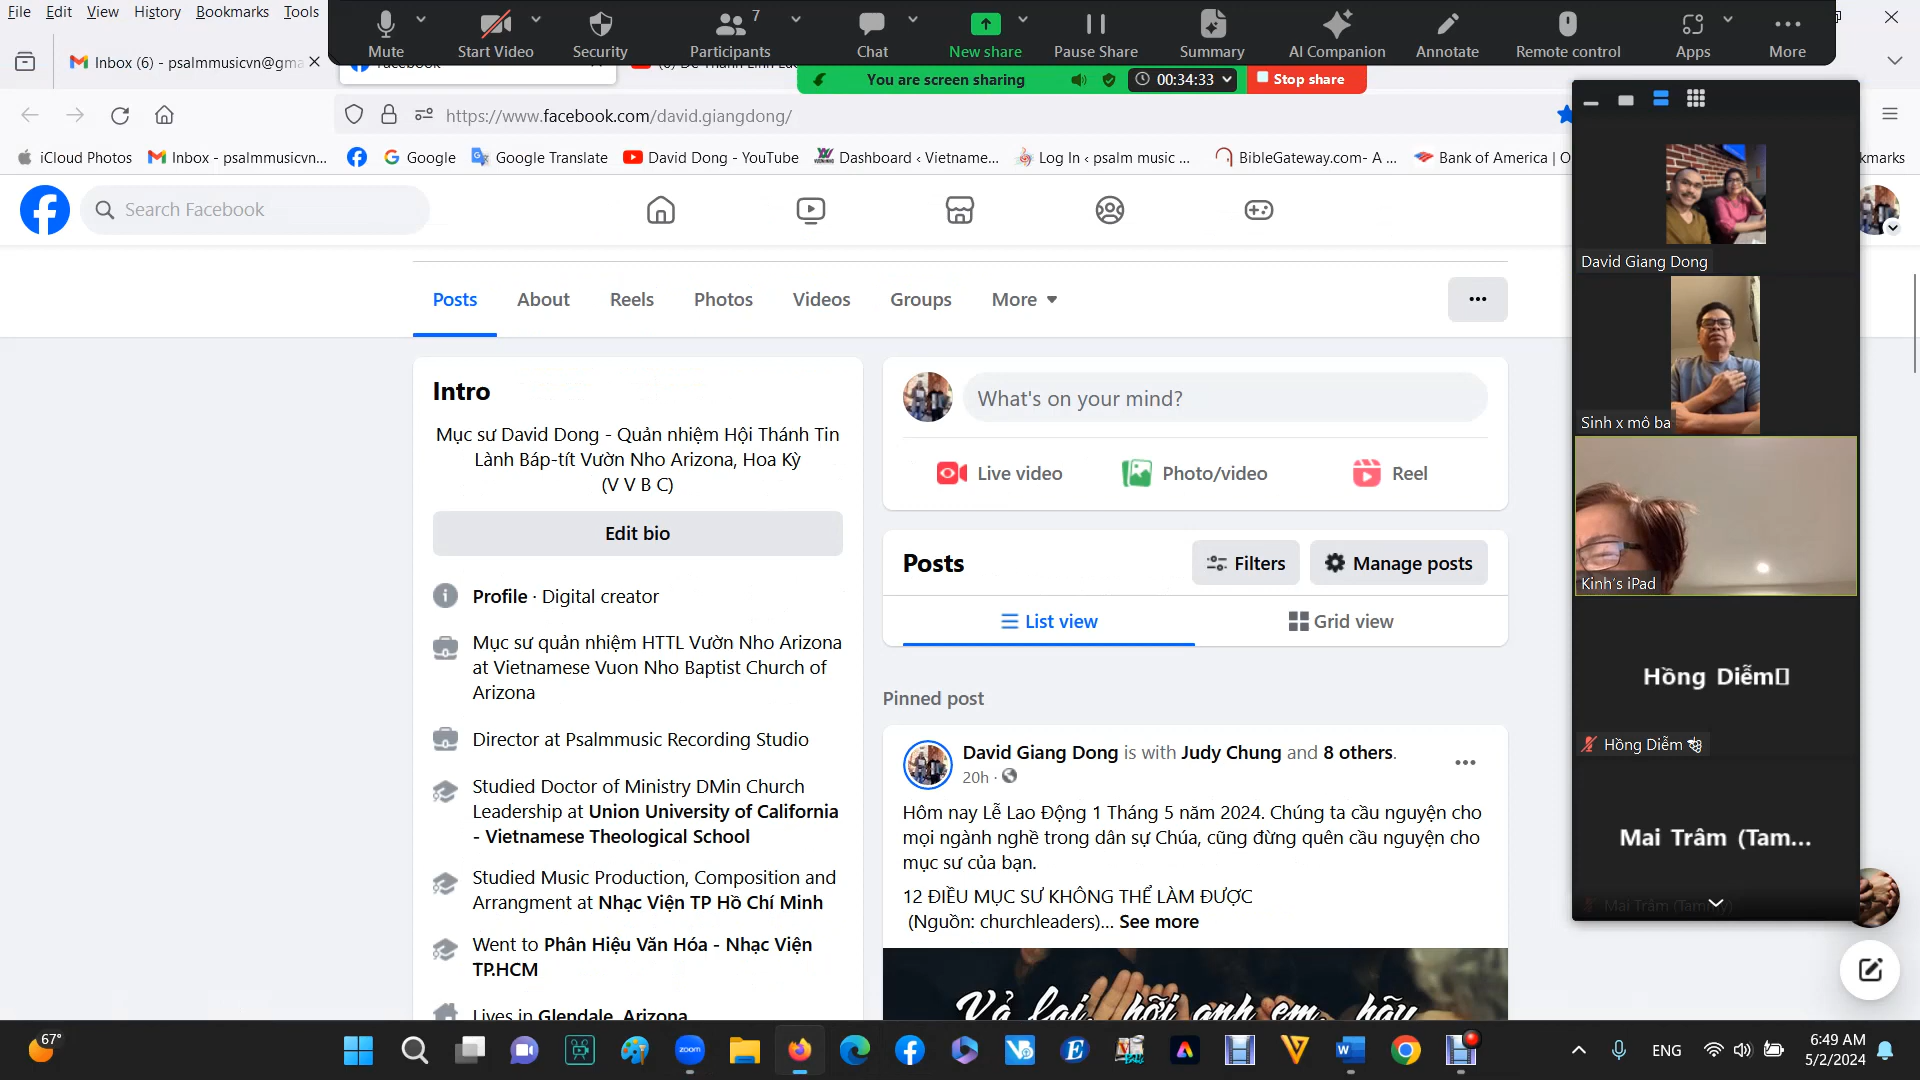 File Edit View History Bookmarks Tools
Mute
Start Video
Security
7
Participants
Chat
New share
Pause Share
Summary
AI Companion
Annotate
Remote control
Apps
More
Inbox (6) - psalmmusicvn@gma
You are screen sharing
00:34:33
Stop share
https://www.facebook.com/david.giangdong/
iCloud Photos
Inbox - psalmmusicvn...
Google
Google Translate
David Dong - YouTube
Dashboard ‹ Vietname...
Log In ‹ psalm music ...
BibleGateway.com- A ...
Bank of America | O
kmarks
Search Facebook
Posts
About
Reels
Photos
Videos
Groups
More
Intro
Mục sư David Dong - Quản nhiệm Hội Thánh Tin
Lành Báp-tít Vườn Nho Arizona, Hoa Kỳ
(V V B C)
Edit bio
Profile · Digital creator
Mục sư quản nhiệm HTTL Vườn Nho Arizona
at Vietnamese Vuon Nho Baptist Church of
Arizona
Director at Psalmmusic Recording Studio
Studied Doctor of Ministry DMin Church
Leadership at Union University of California
- Vietnamese Theological School
Studied Music Production, Composition and
Arrangment at Nhạc Viện TP Hồ Chí Minh
Went to Phân Hiệu Văn Hóa - Nhạc Viện
TP.HCM
Lives in Glendale, Arizona
What's on your mind?
Live video
Photo/video
Reel
Posts
Filters
Manage posts
List view
Grid view
Pinned post
David Giang Dong is with Judy Chung and 8 others.
20h ·
Hôm nay Lễ Lao Động 1 Tháng 5 năm 2024. Chúng ta cầu nguyện cho
mọi ngành nghề trong dân sự Chúa, cũng đừng quên cầu nguyện cho
mục sư của bạn.
12 ĐIỀU MỤC SƯ KHÔNG THỂ LÀM ĐƯỢC
(Nguồn: churchleaders)... See more
Vả lại, hỡi anh em, hãy
David Giang Dong
Sinh x mô ba
Kinh's iPad
Hồng Diễm
Hồng Diễm
Mai Trâm (Tam...
Mai Trâm (Tammy)
67°
zoom
ENG
6:49 AM
5/2/2024